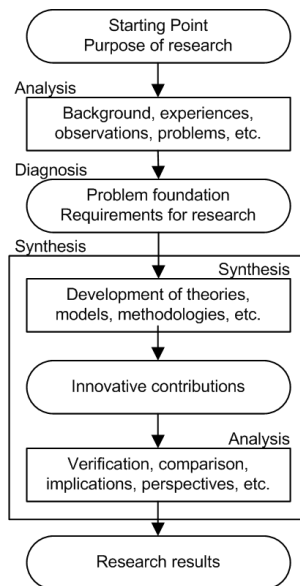 Starting Point
Purpose of research
Analysis
Background, experiences,
observations, problems, etc.
Diagnosis
Problem foundation
Requirements for research
Synthesis
Synthesis
Development of theories,
models, methodologies, etc.
Innovative contributions
Analysis
Verification, comparison,
implications, perspectives, etc.
Research results